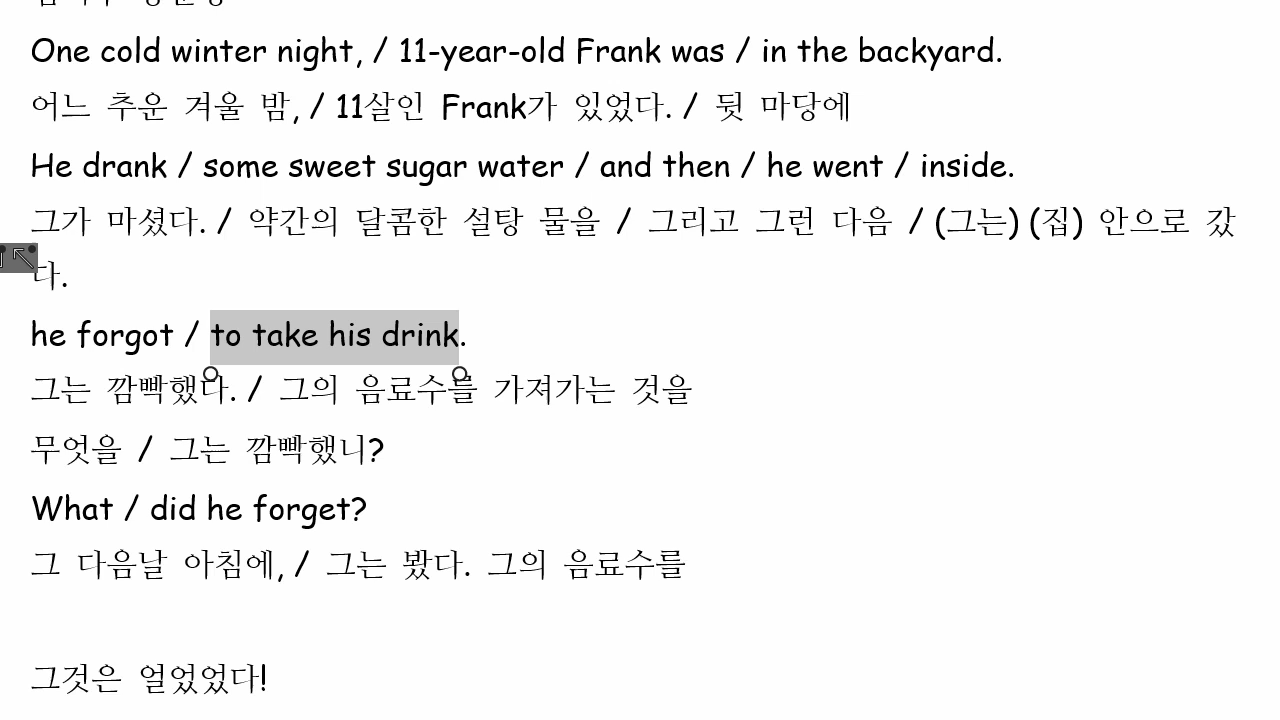 One cold winter night, / 11-year-old Frank was / in the backyard.
어느 추운 겨울 밤, / 11살인 Frank가 있었다. / 뒷 마당에
He drank / some sweet sugar water / and then / he went / inside.
그가 마셨다. / 약간의 달콤한 설탕 물을 / 그리고 그런 다음 / (그는) (집) 안으로 갔
다.
he forgot / to take his drink.
그는 깜빡했다. / 그의 음료수를 가져가는 것을
무엇을 / 그는 깜빡했니?
What / did he forget?
그 다음날 아침에, / 그는 봤다. 그의 음료수를
그것은 얼었었다!